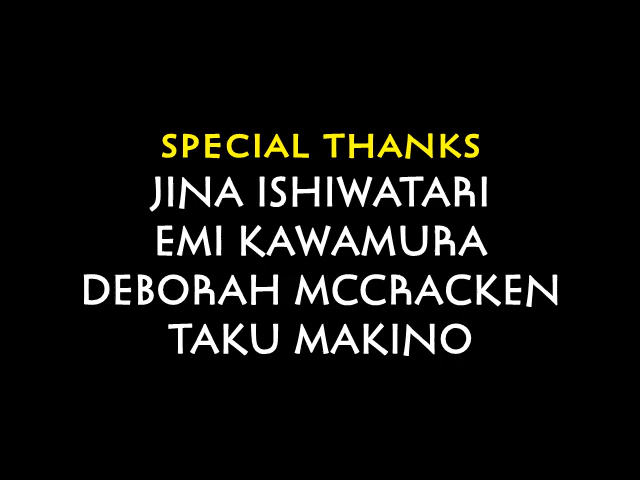 SPECIAL THANKS
JINA ISHIWATARI
EMI KAWAMURA
DEBORAH MCCRACKEN
TAKU MAKINO